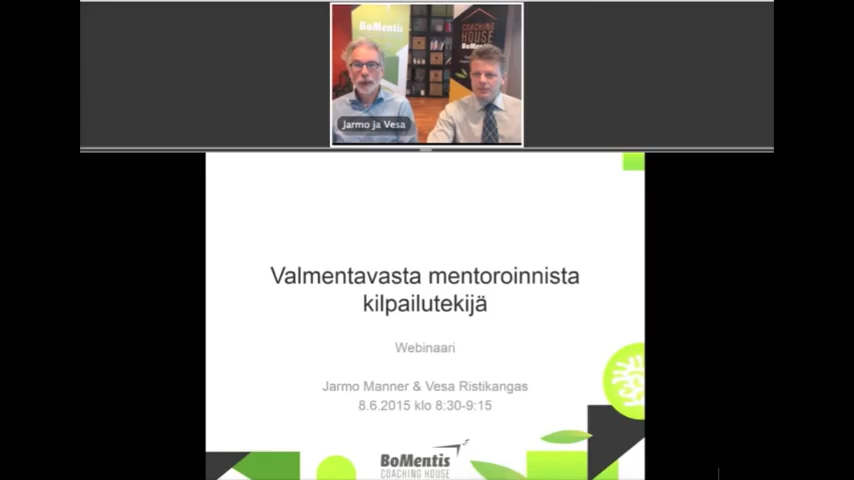 BoMentis
COACHING
HOUSE
BoMentis
Jarmo ja Vesa
Valmentavasta mentoroinnista
kilpailutekijä
Webinaari
Jarmo Manner & Vesa Ristikangas
8.6.2015 klo 8:30-9:15
BoMentis
COACHING HOUSE